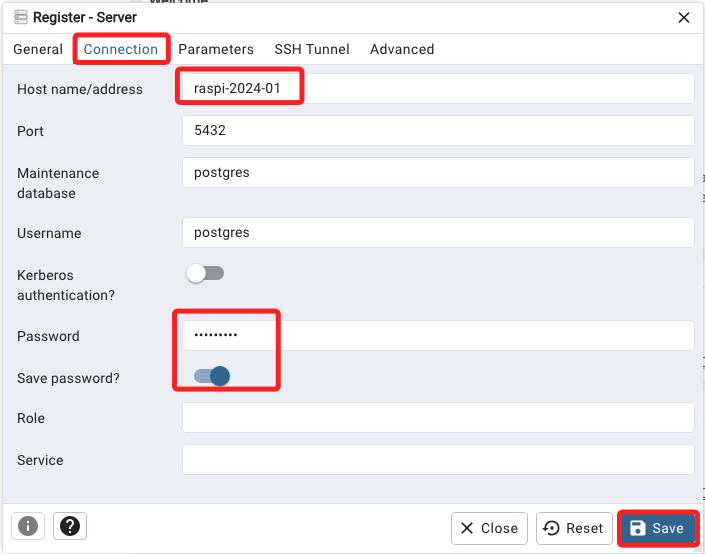 Register - Server
General Connection Parameters SSH Tunnel Advanced
Host name/address raspi-2024-01
Port 5432
Maintenance database postgres
Username postgres
Kerberos authentication?
Password •••••••••
Save password?
Role
Service
Close Reset Save